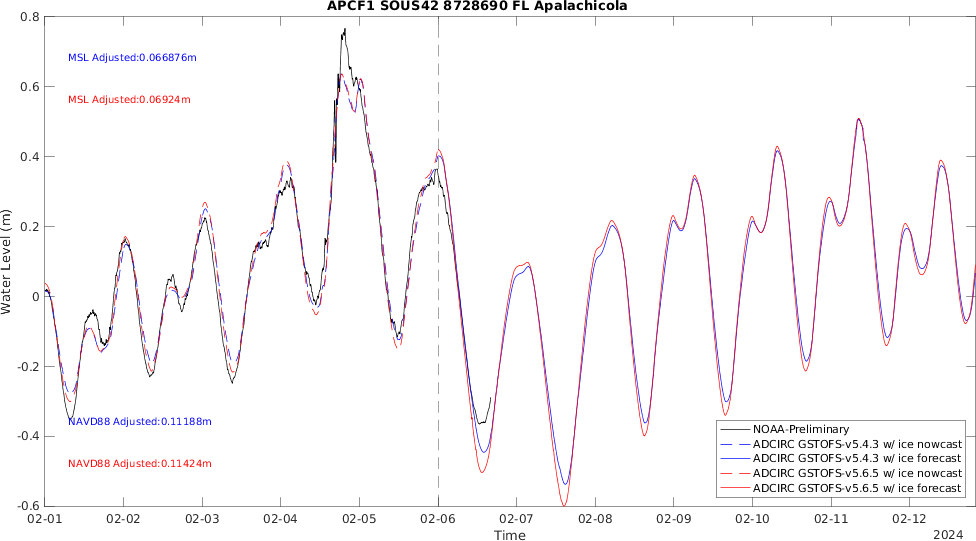 APCF1 SOUS42 8728690 FL Apalachicola
0.8
MSL Adjusted:0.066876m
0.6
MSL Adjusted:0.06924m
0.4
0.2
Water Level (m)
0
-0.2
NAVD88 Adjusted:0.11188m
-0.4
NAVD88 Adjusted:0.11424m
-0.6
NOAA-Preliminary
ADCIRC GSTOFS-v5.4.3 w/ ice nowcast
ADCIRC GSTOFS-v5.4.3 w/ ice forecast
ADCIRC GSTOFS-v5.6.5 w/ ice nowcast
ADCIRC GSTOFS-v5.6.5 w/ ice forecast
02-01 02-02 02-03 02-04 02-05 02-06 02-07 02-08 02-09 02-10 02-11 02-12
Time
2024